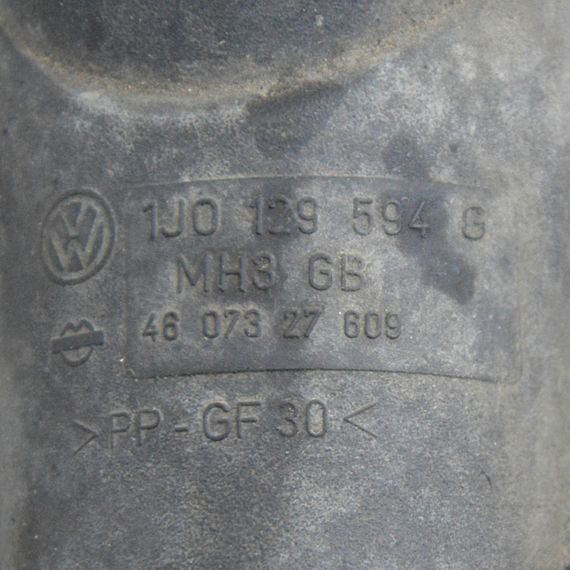 1J0 129 594 G
MH3 GB
46 073 27 609
>PP-GF 30<